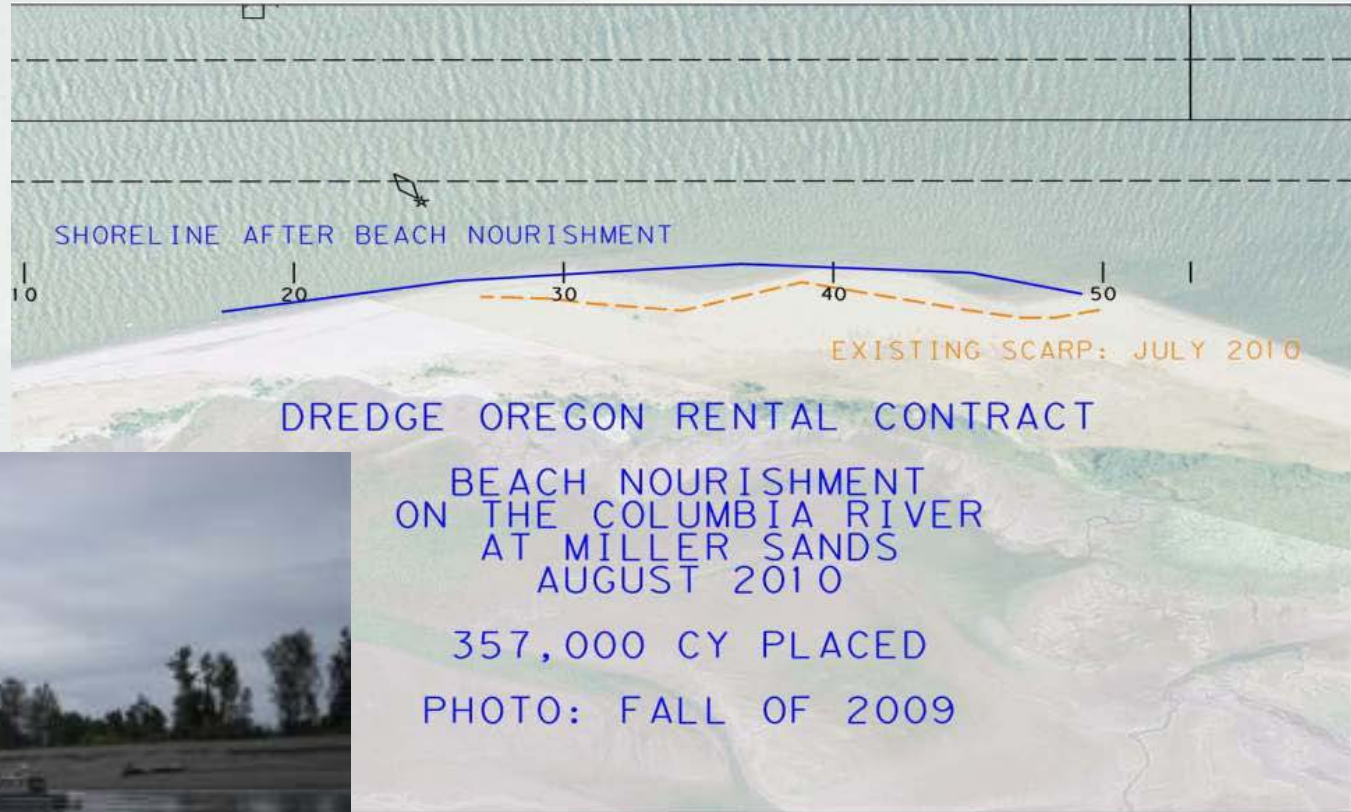 SHORELINE AFTER BEACH NOURISHMENT
10 20 30 40 50
EXISTING SCARP: JULY 2010
DREDGE OREGON RENTAL CONTRACT
BEACH NOURISHMENT
ON THE COLUMBIA RIVER
AT MILLER SANDS
AUGUST 2010
357,000 CY PLACED
PHOTO: FALL OF 2009